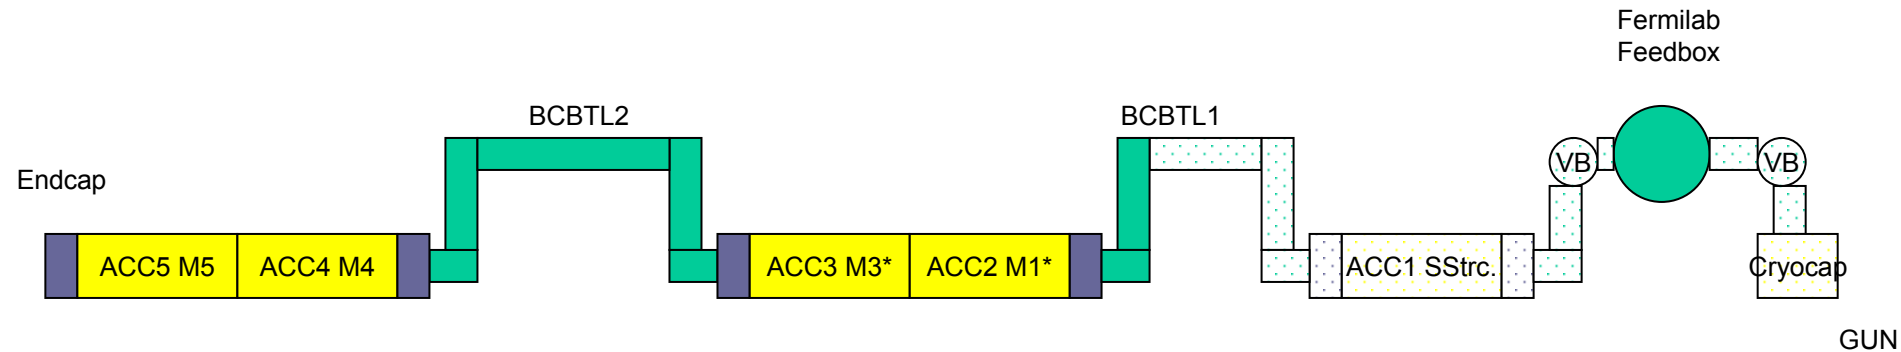 Fermilab
Feedbox
BCBTL2
BCBTL1
VB
VB
Endcap
ACC5 M5
ACC4 M4
ACC3 M3*
ACC2 M1*
ACC1 SStrc.
Cryocap
GUN